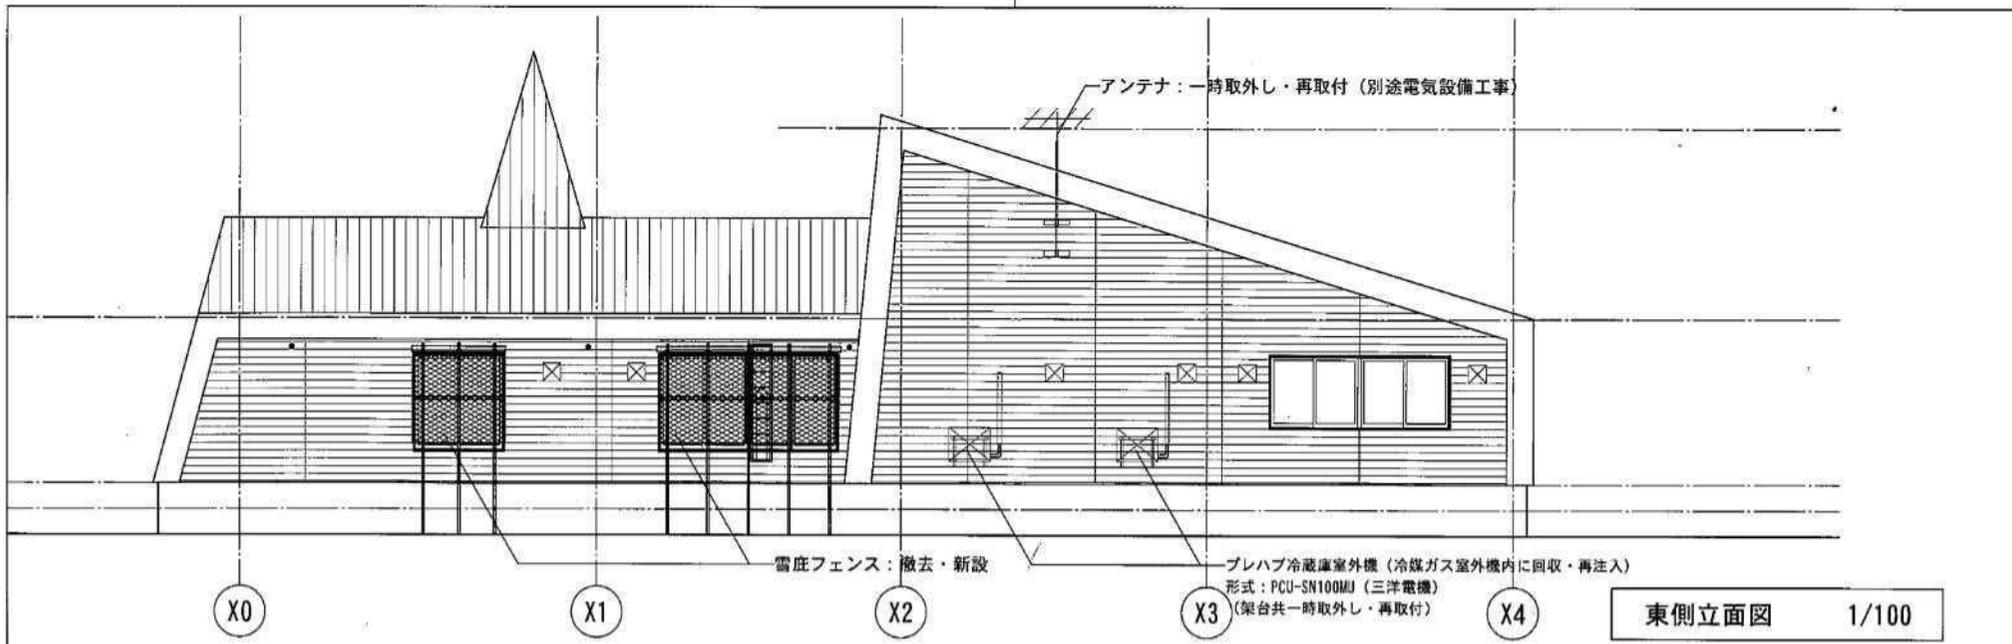 アンテナ：一時取外し・再取付（別途電気設備工事）
雪庇フェンス：撤去・新設
プレハブ冷蔵庫室外機（冷媒ガス室外機内に回収・再注入）
形式：PCU-SN100MU（三洋電機）
（架台共一時取外し・再取付）
X0
X1
X2
X3
X4
東側立面図 1/100